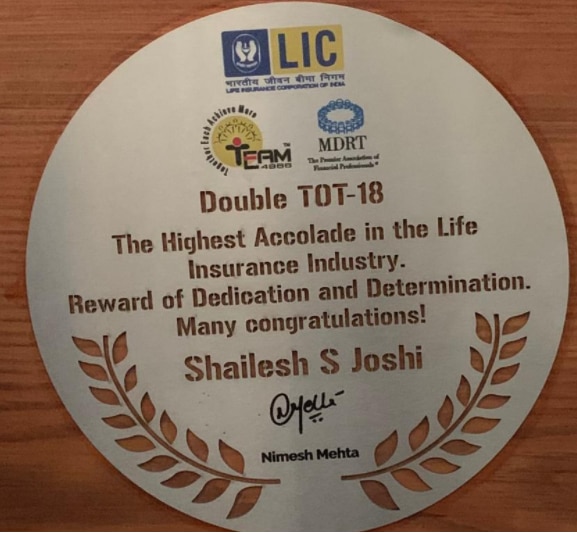 LIC
भारतीय जीवन बीमा निगम
LIFE INSURANCE CORPORATION OF INDIA
Together Each Achieve More
TEAM™
MDRT
The Premier Association of
Financial Professionals®
Double TOT-18
The Highest Accolade in the Life
Insurance Industry.
Reward of Dedication and Determination.
Many congratulations!
Shailesh S Joshi
Nimesh Mehta